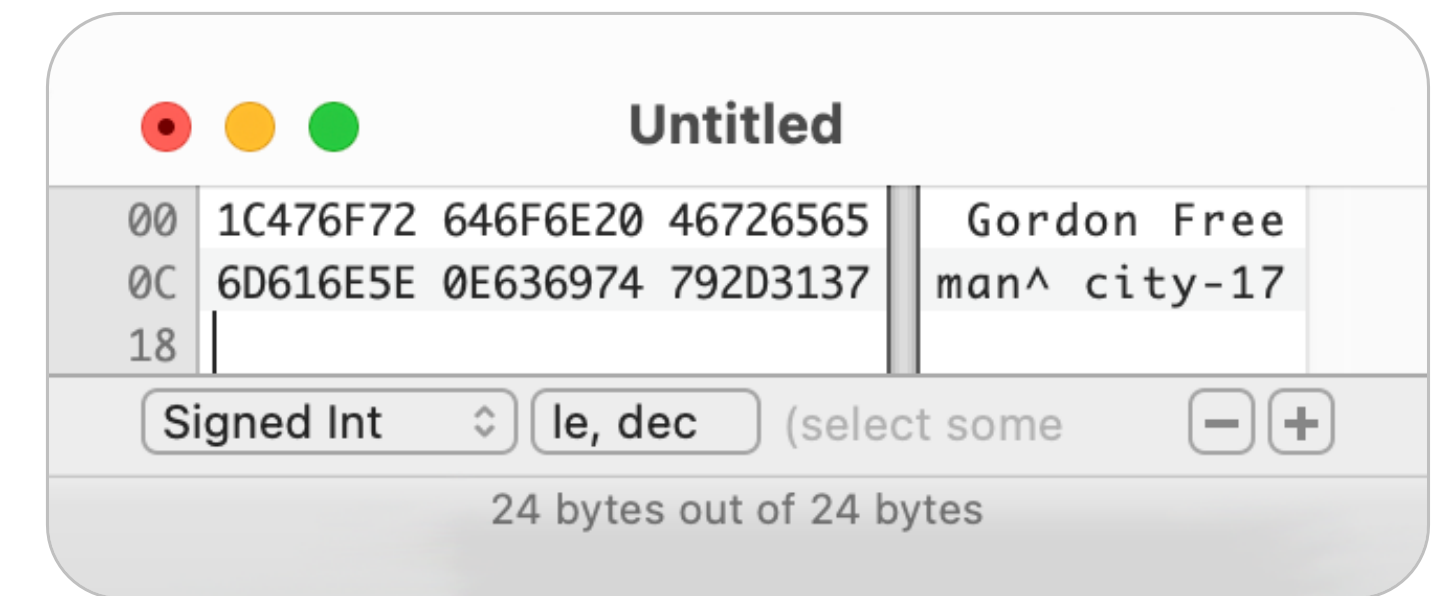 Untitled
00 1C476F72 646F6E20 46726565 Gordon Free
0C 6D616E5E 0E636974 792D3137 man^ city-17
18
Signed Int le, dec (select some
24 bytes out of 24 bytes